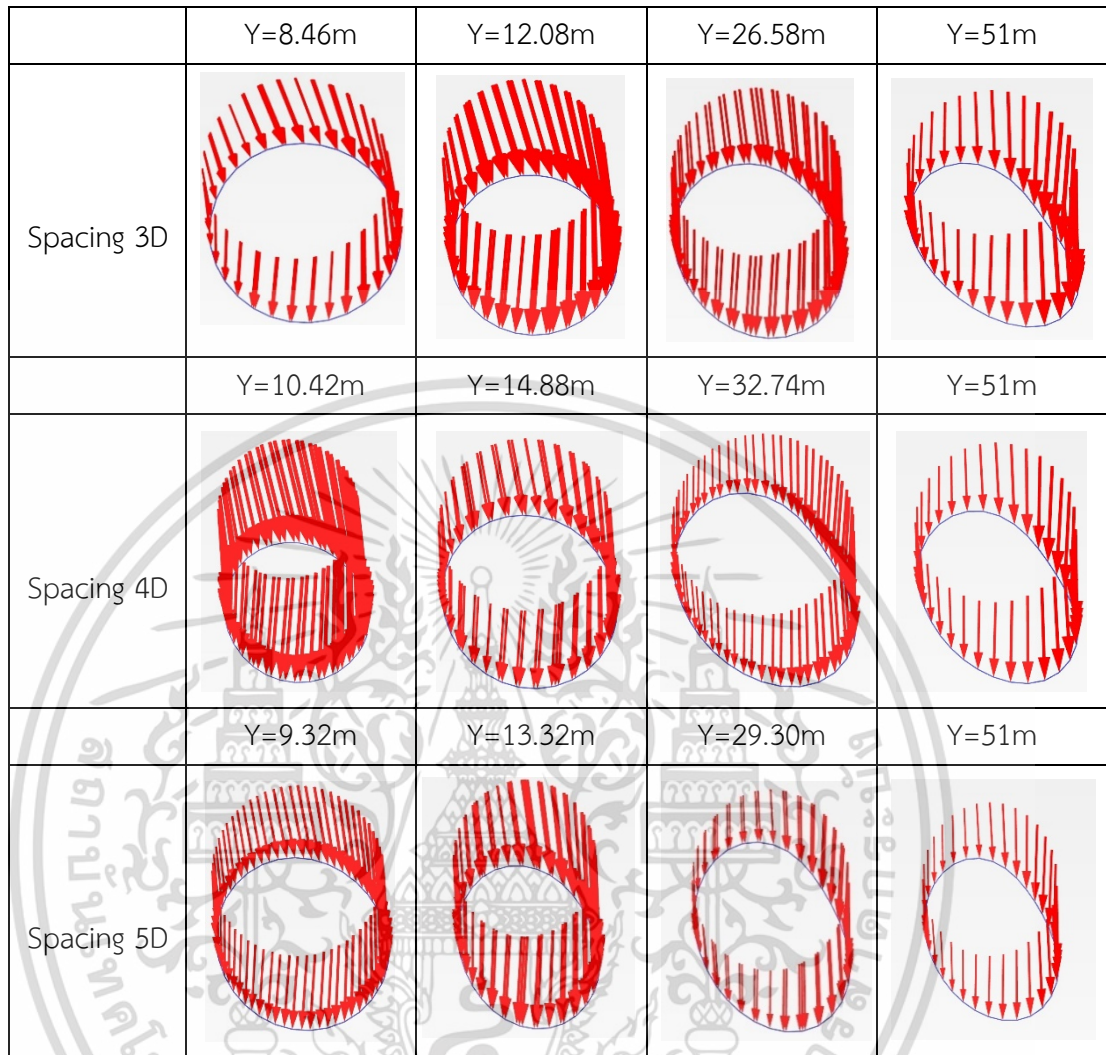 Y=8.46m Y=12.08m Y=26.58m Y=51m
Spacing 3D
Y=10.42m Y=14.88m Y=32.74m Y=51m
Spacing 4D
Y=9.32m Y=13.32m Y=29.30m Y=51m
Spacing 5D